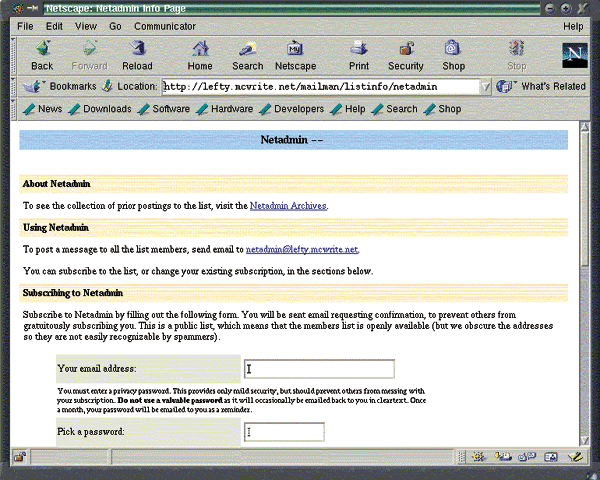 Netscape: Netadmin Info Page
File Edit View Go Communicator Help
Back Forward Reload Home Search Netscape Print Security Shop Stop
My
N
Bookmarks Location: http://lefty.mcwrite.net/mailman/listinfo/netadmin What's Related
News Downloads Software Hardware Developers Help Search Shop
Netadmin --
About Netadmin
To see the collection of prior postings to the list, visit the Netadmin Archives.
Using Netadmin
To post a message to all the list members, send email to netadmin@lefty.mcwrite.net.
You can subscribe to the list, or change your existing subscription, in the sections below.
Subscribing to Netadmin
Subscribe to Netadmin by filling out the following form. You will be sent email requesting confirmation, to prevent others from
gratuitously subscribing you. This is a public list, which means that the members list is openly available (but we obscure the addresses
so they are not easily recognizable by spammers).
Your email address:
You must enter a privacy password. This provides only mild security, but should prevent others from messing with
your subscription. Do not use a valuable password as it will occasionally be emailed back to you in cleartext. Once
a month, your password will be emailed to you as a reminder.
Pick a password: